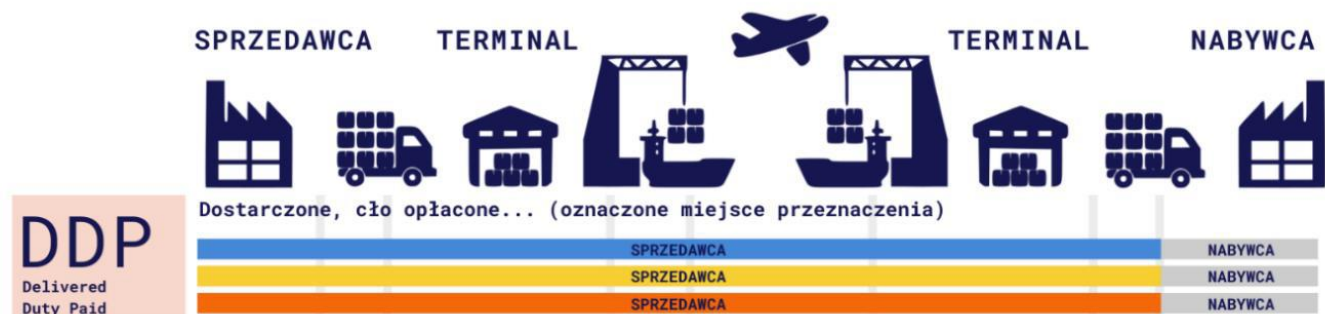 SPRZEDAWCA TERMINAL TERMINAL NABYWCA
Dostarczone, cło opłacone... (oznaczone miejsce przeznaczenia)
DDP
Delivered
Duty Paid
SPRZEDAWCA NABYWCA
SPRZEDAWCA NABYWCA
SPRZEDAWCA NABYWCA